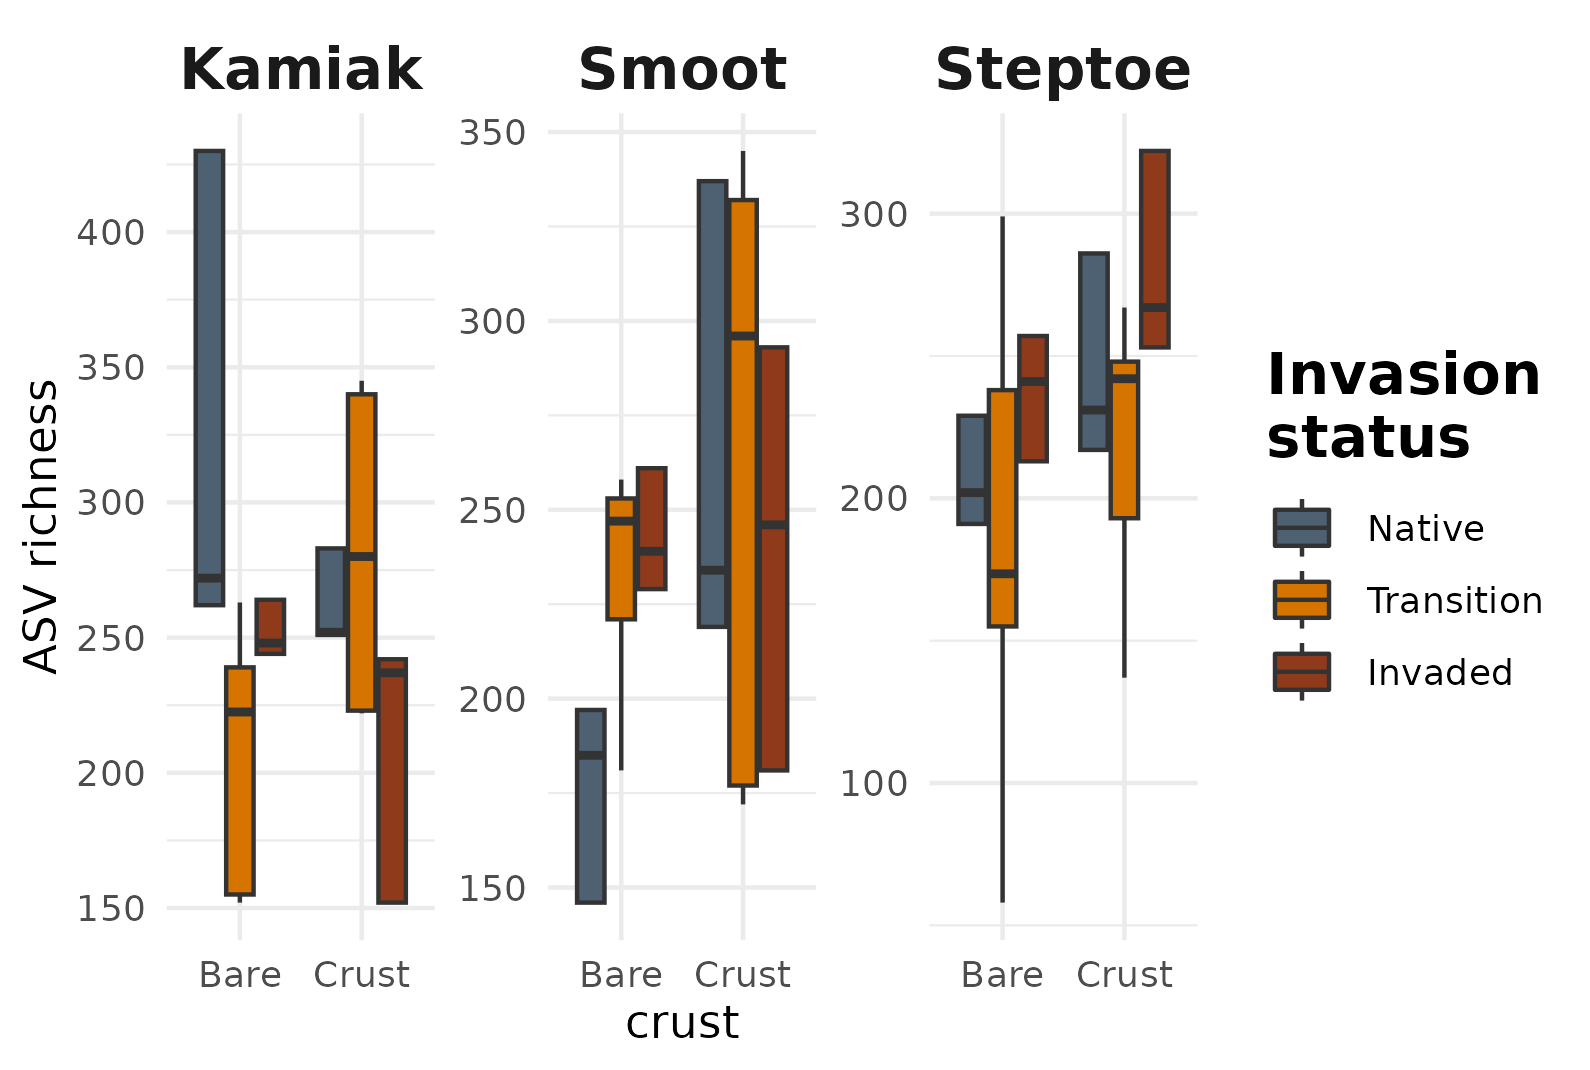 Kamiak Smoot Steptoe
ASV richness
400
350
300
250
200
150
350
300
250
200
150
300
200
100
Bare Crust Bare Crust Bare Crust
crust
Invasion
status
Native
Transition
Invaded